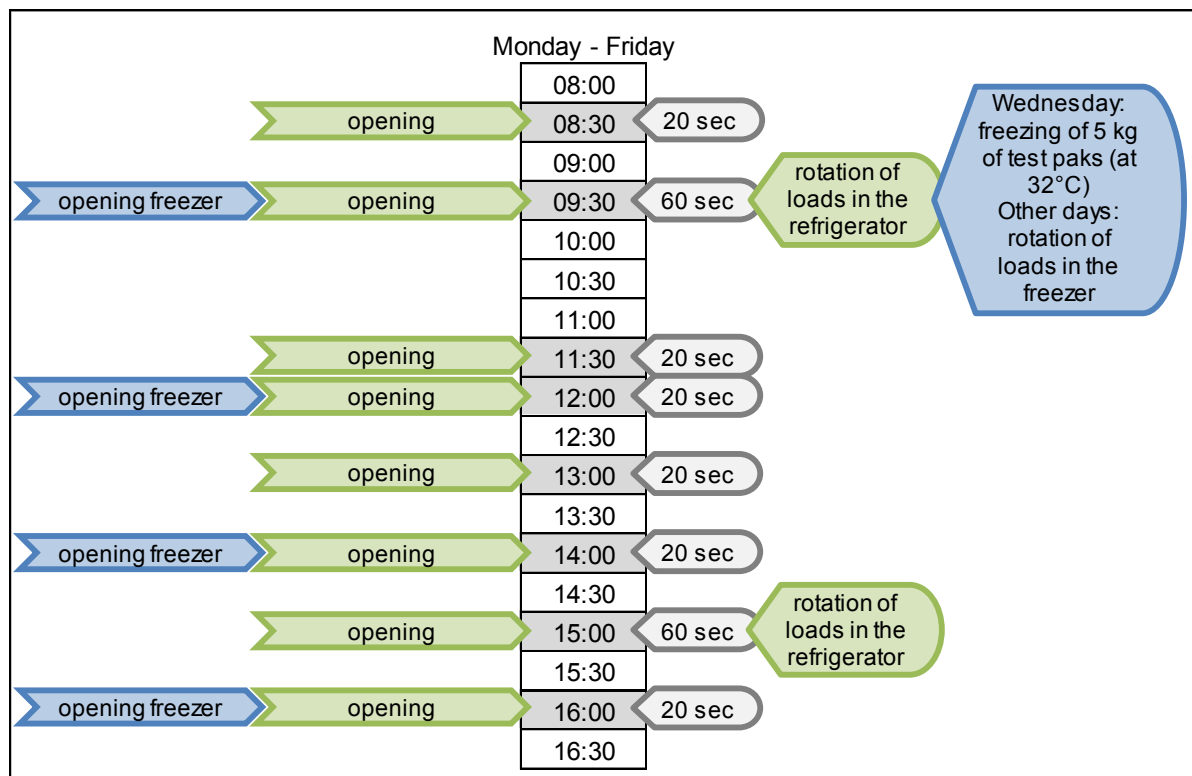 Monday - Friday
08:00
opening
08:30
20 sec
09:00
opening freezer
opening
09:30
60 sec
rotation of
loads in the
refrigerator
Wednesday:
freezing of 5 kg
of test paks (at
32°C)
Other days:
rotation of
loads in the
freezer
10:00
10:30
11:00
opening
11:30
20 sec
opening freezer
opening
12:00
20 sec
12:30
opening
13:00
20 sec
13:30
opening freezer
opening
14:00
20 sec
14:30
opening
15:00
60 sec
rotation of
loads in the
refrigerator
15:30
opening freezer
opening
16:00
20 sec
16:30